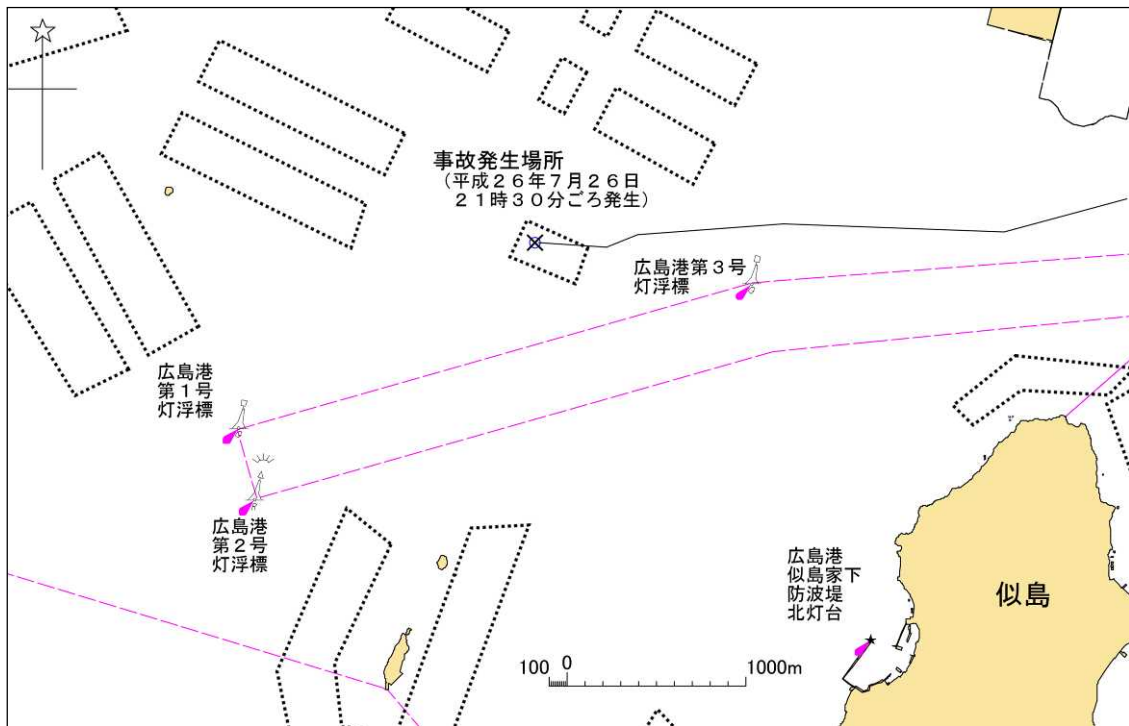 事故発生場所
（平成２６年７月２６日
２１時３０分ごろ発生）
広島港第３号
灯浮標
広島港
第１号
灯浮標
広島港
第２号
灯浮標
広島港
似島家下
防波堤
北灯台
似島
100 0 1000m